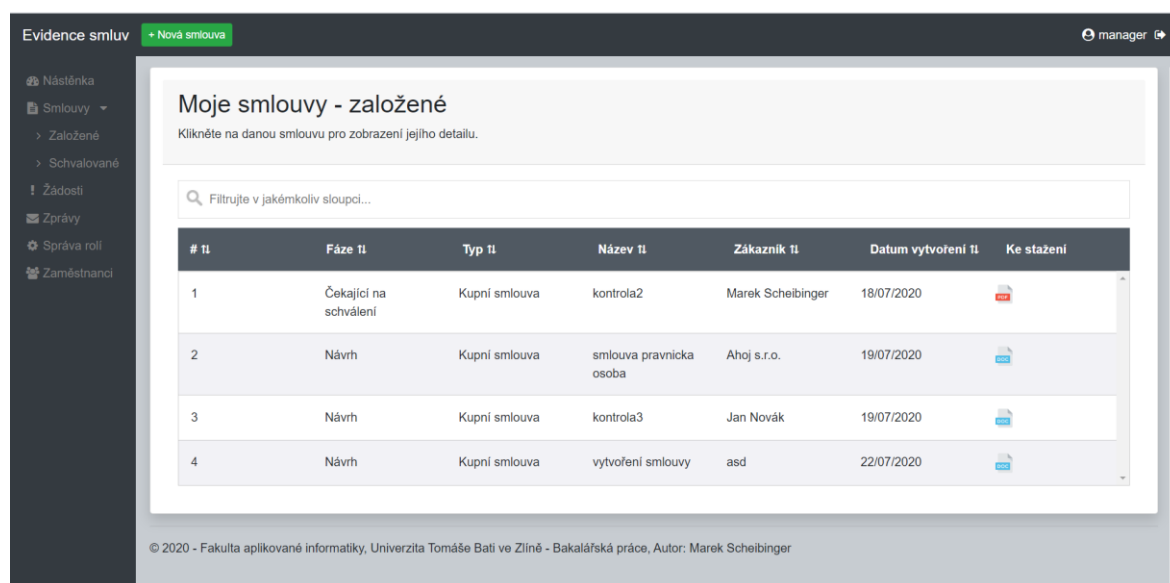 Evidence smluv + Nová smlouva manager
Nástěnka
Smlouvy
Založené
Schvalované
Žádosti
Zprávy
Správa rolí
Zaměstnanci
Moje smlouvy - založené
Klikněte na danou smlouvu pro zobrazení jejího detailu.
Filtrujte v jakémkoliv sloupci...
# Fáze Typ Název Zákazník Datum vytvoření Ke stažení
1 Čekající na schválení Kupní smlouva kontrola2 Marek Scheibinger 18/07/2020 PDF
2 Návrh Kupní smlouva smlouva pravnicka osoba Ahoj s.r.o. 19/07/2020 DOC
3 Návrh Kupní smlouva kontrola3 Jan Novák 19/07/2020 DOC
4 Návrh Kupní smlouva vytvoření smlouvy asd 22/07/2020 DOC
© 2020 - Fakulta aplikované informatiky, Univerzita Tomáše Bati ve Zlíně - Bakalářská práce, Autor: Marek Scheibinger